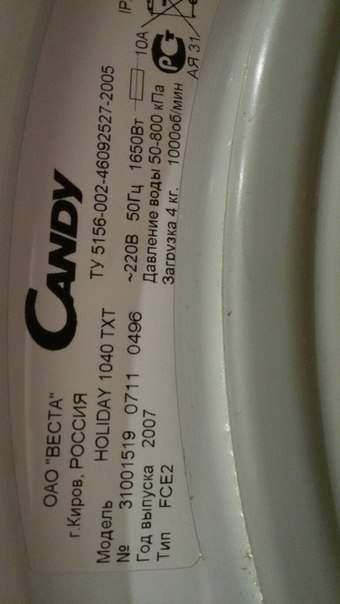 CANDY
ОАО "ВЕСТА"
г.Киров, РОССИЯ
Модель HOLIDAY 1040 TXT
№ 31001519 0711 0496
Год выпуска 2007
Тип FCE2
ТУ 5156-002-46092527-2005
~220В 50Гц 1650Вт 10А
Давление воды 50-800 кПа
Загрузка 4 кг. 1000об/мин
РСТ
АЯ 31